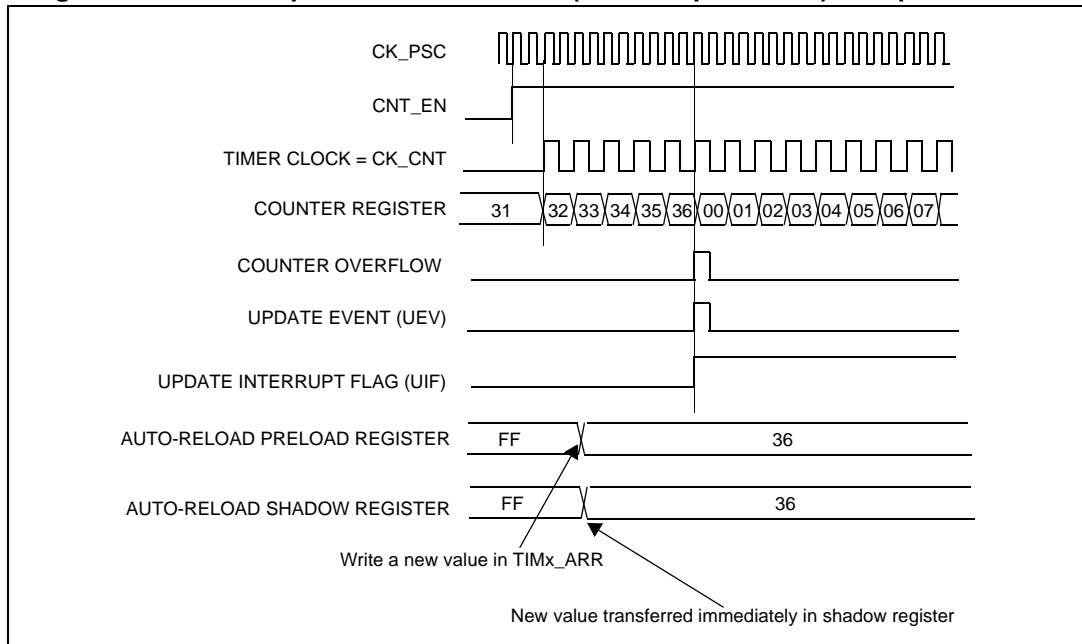 CK_PSC
CNT_EN
TIMER CLOCK = CK_CNT
COUNTER REGISTER 31 32 33 34 35 36 00 01 02 03 04 05 06 07
COUNTER OVERFLOW
UPDATE EVENT (UEV)
UPDATE INTERRUPT FLAG (UIF)
AUTO-RELOAD PRELOAD REGISTER FF 36
AUTO-RELOAD SHADOW REGISTER FF 36
Write a new value in TIMx_ARR
New value transferred immediately in shadow register